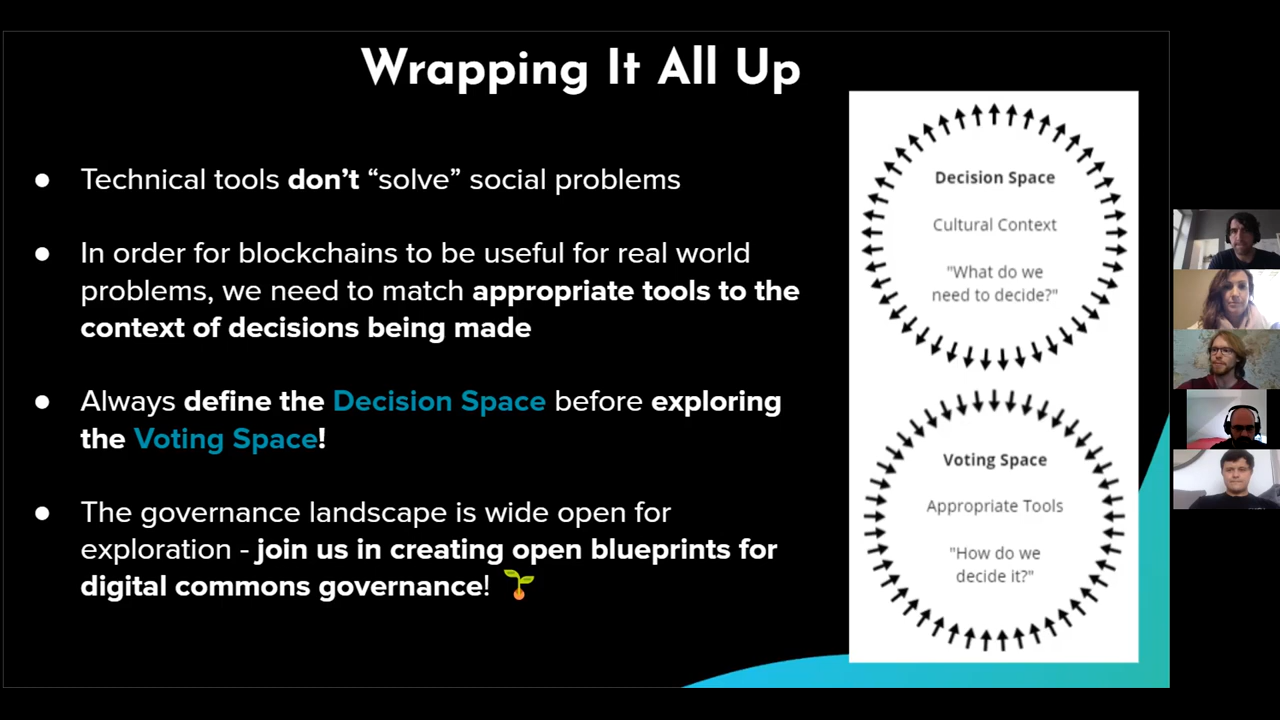 Wrapping It All Up
● Technical tools don’t “solve” social problems
● In order for blockchains to be useful for real world
problems, we need to match appropriate tools to the
context of decisions being made
● Always define the Decision Space before exploring
the Voting Space!
● The governance landscape is wide open for
exploration - join us in creating open blueprints for
digital commons governance! 🌱
Decision Space
Cultural Context
"What do we
need to decide?"
Voting Space
Appropriate Tools
"How do we
decide it?"